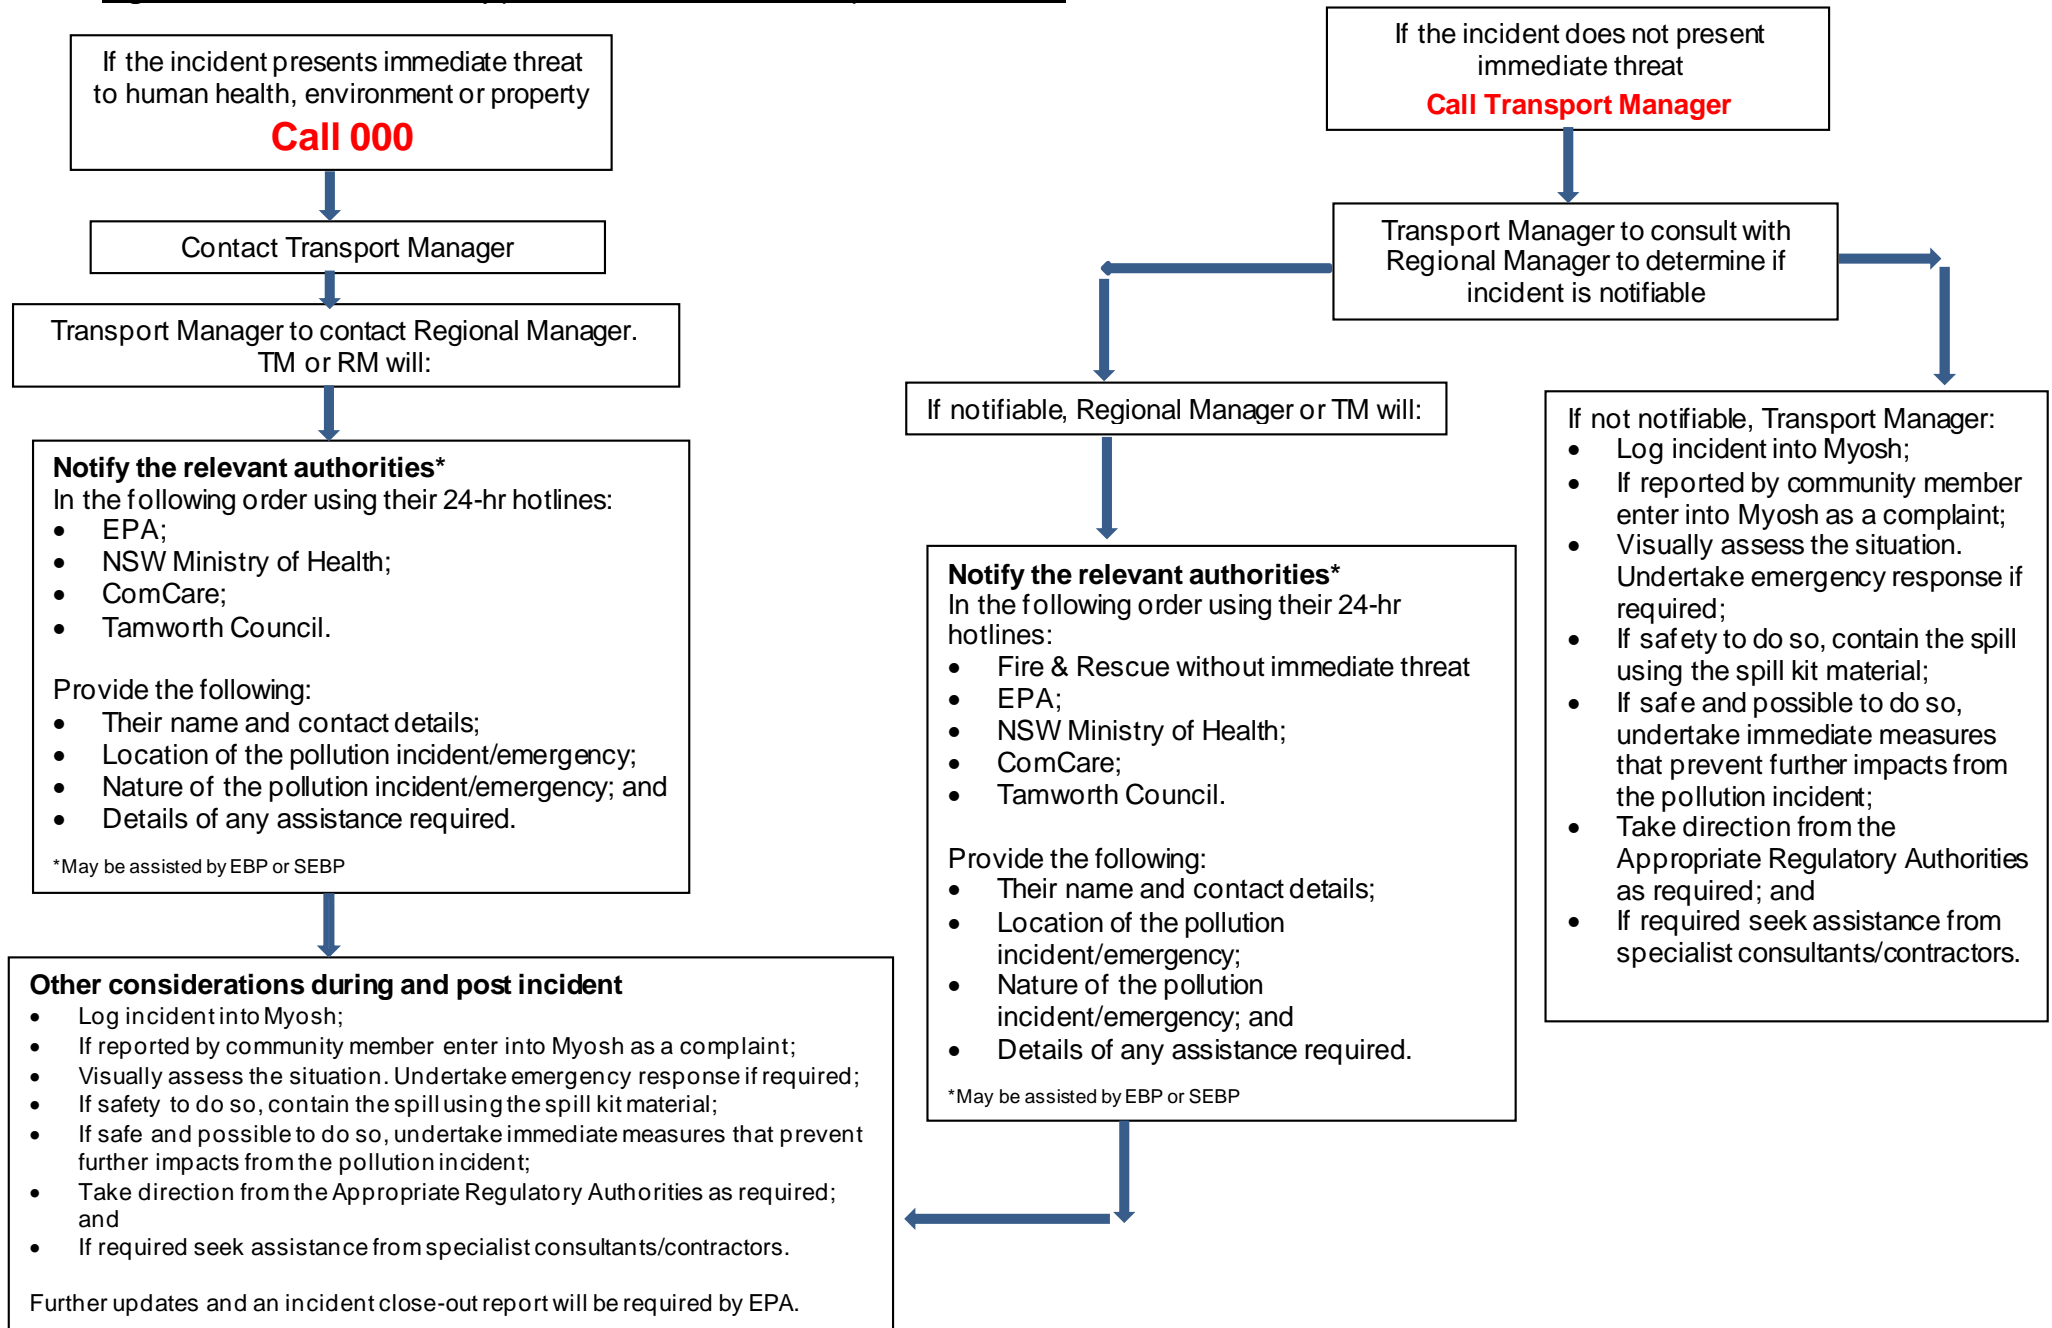 If the incident presents immediate threat
to human health, environment or property
Call 000
Contact Transport Manager
Transport Manager to contact Regional Manager.
TM or RM will:
Notify the relevant authorities*
In the following order using their 24-hr hotlines:
• EPA;
• NSW Ministry of Health;
• ComCare;
• Tamworth Council.
Provide the following:
• Their name and contact details;
• Location of the pollution incident/emergency;
• Nature of the pollution incident/emergency; and
• Details of any assistance required.
*May be assisted by EBP or SEBP
Other considerations during and post incident
• Log incident into Myosh;
• If reported by community member enter into Myosh as a complaint;
• Visually assess the situation. Undertake emergency response if required;
• If safety to do so, contain the spill using the spill kit material;
• If safe and possible to do so, undertake immediate measures that prevent
further impacts from the pollution incident;
• Take direction from the Appropriate Regulatory Authorities as required;
and
• If required seek assistance from specialist consultants/contractors.
Further updates and an incident close-out report will be required by EPA.
If the incident does not present
immediate threat
Call Transport Manager
Transport Manager to consult with
Regional Manager to determine if
incident is notifiable
If notifiable, Regional Manager or TM will:
Notify the relevant authorities*
In the following order using their 24-hr
hotlines:
• Fire & Rescue without immediate threat
• EPA;
• NSW Ministry of Health;
• ComCare;
• Tamworth Council.
Provide the following:
• Their name and contact details;
• Location of the pollution
incident/emergency;
• Nature of the pollution
incident/emergency; and
• Details of any assistance required.
*May be assisted by EBP or SEBP
If not notifiable, Transport Manager:
• Log incident into Myosh;
• If reported by community member
enter into Myosh as a complaint;
• Visually assess the situation.
Undertake emergency response if
required;
• If safety to do so, contain the spill
using the spill kit material;
• If safe and possible to do so,
undertake immediate measures
that prevent further impacts from
the pollution incident;
• Take direction from the
Appropriate Regulatory Authorities
as required; and
• If required seek assistance from
specialist consultants/contractors.